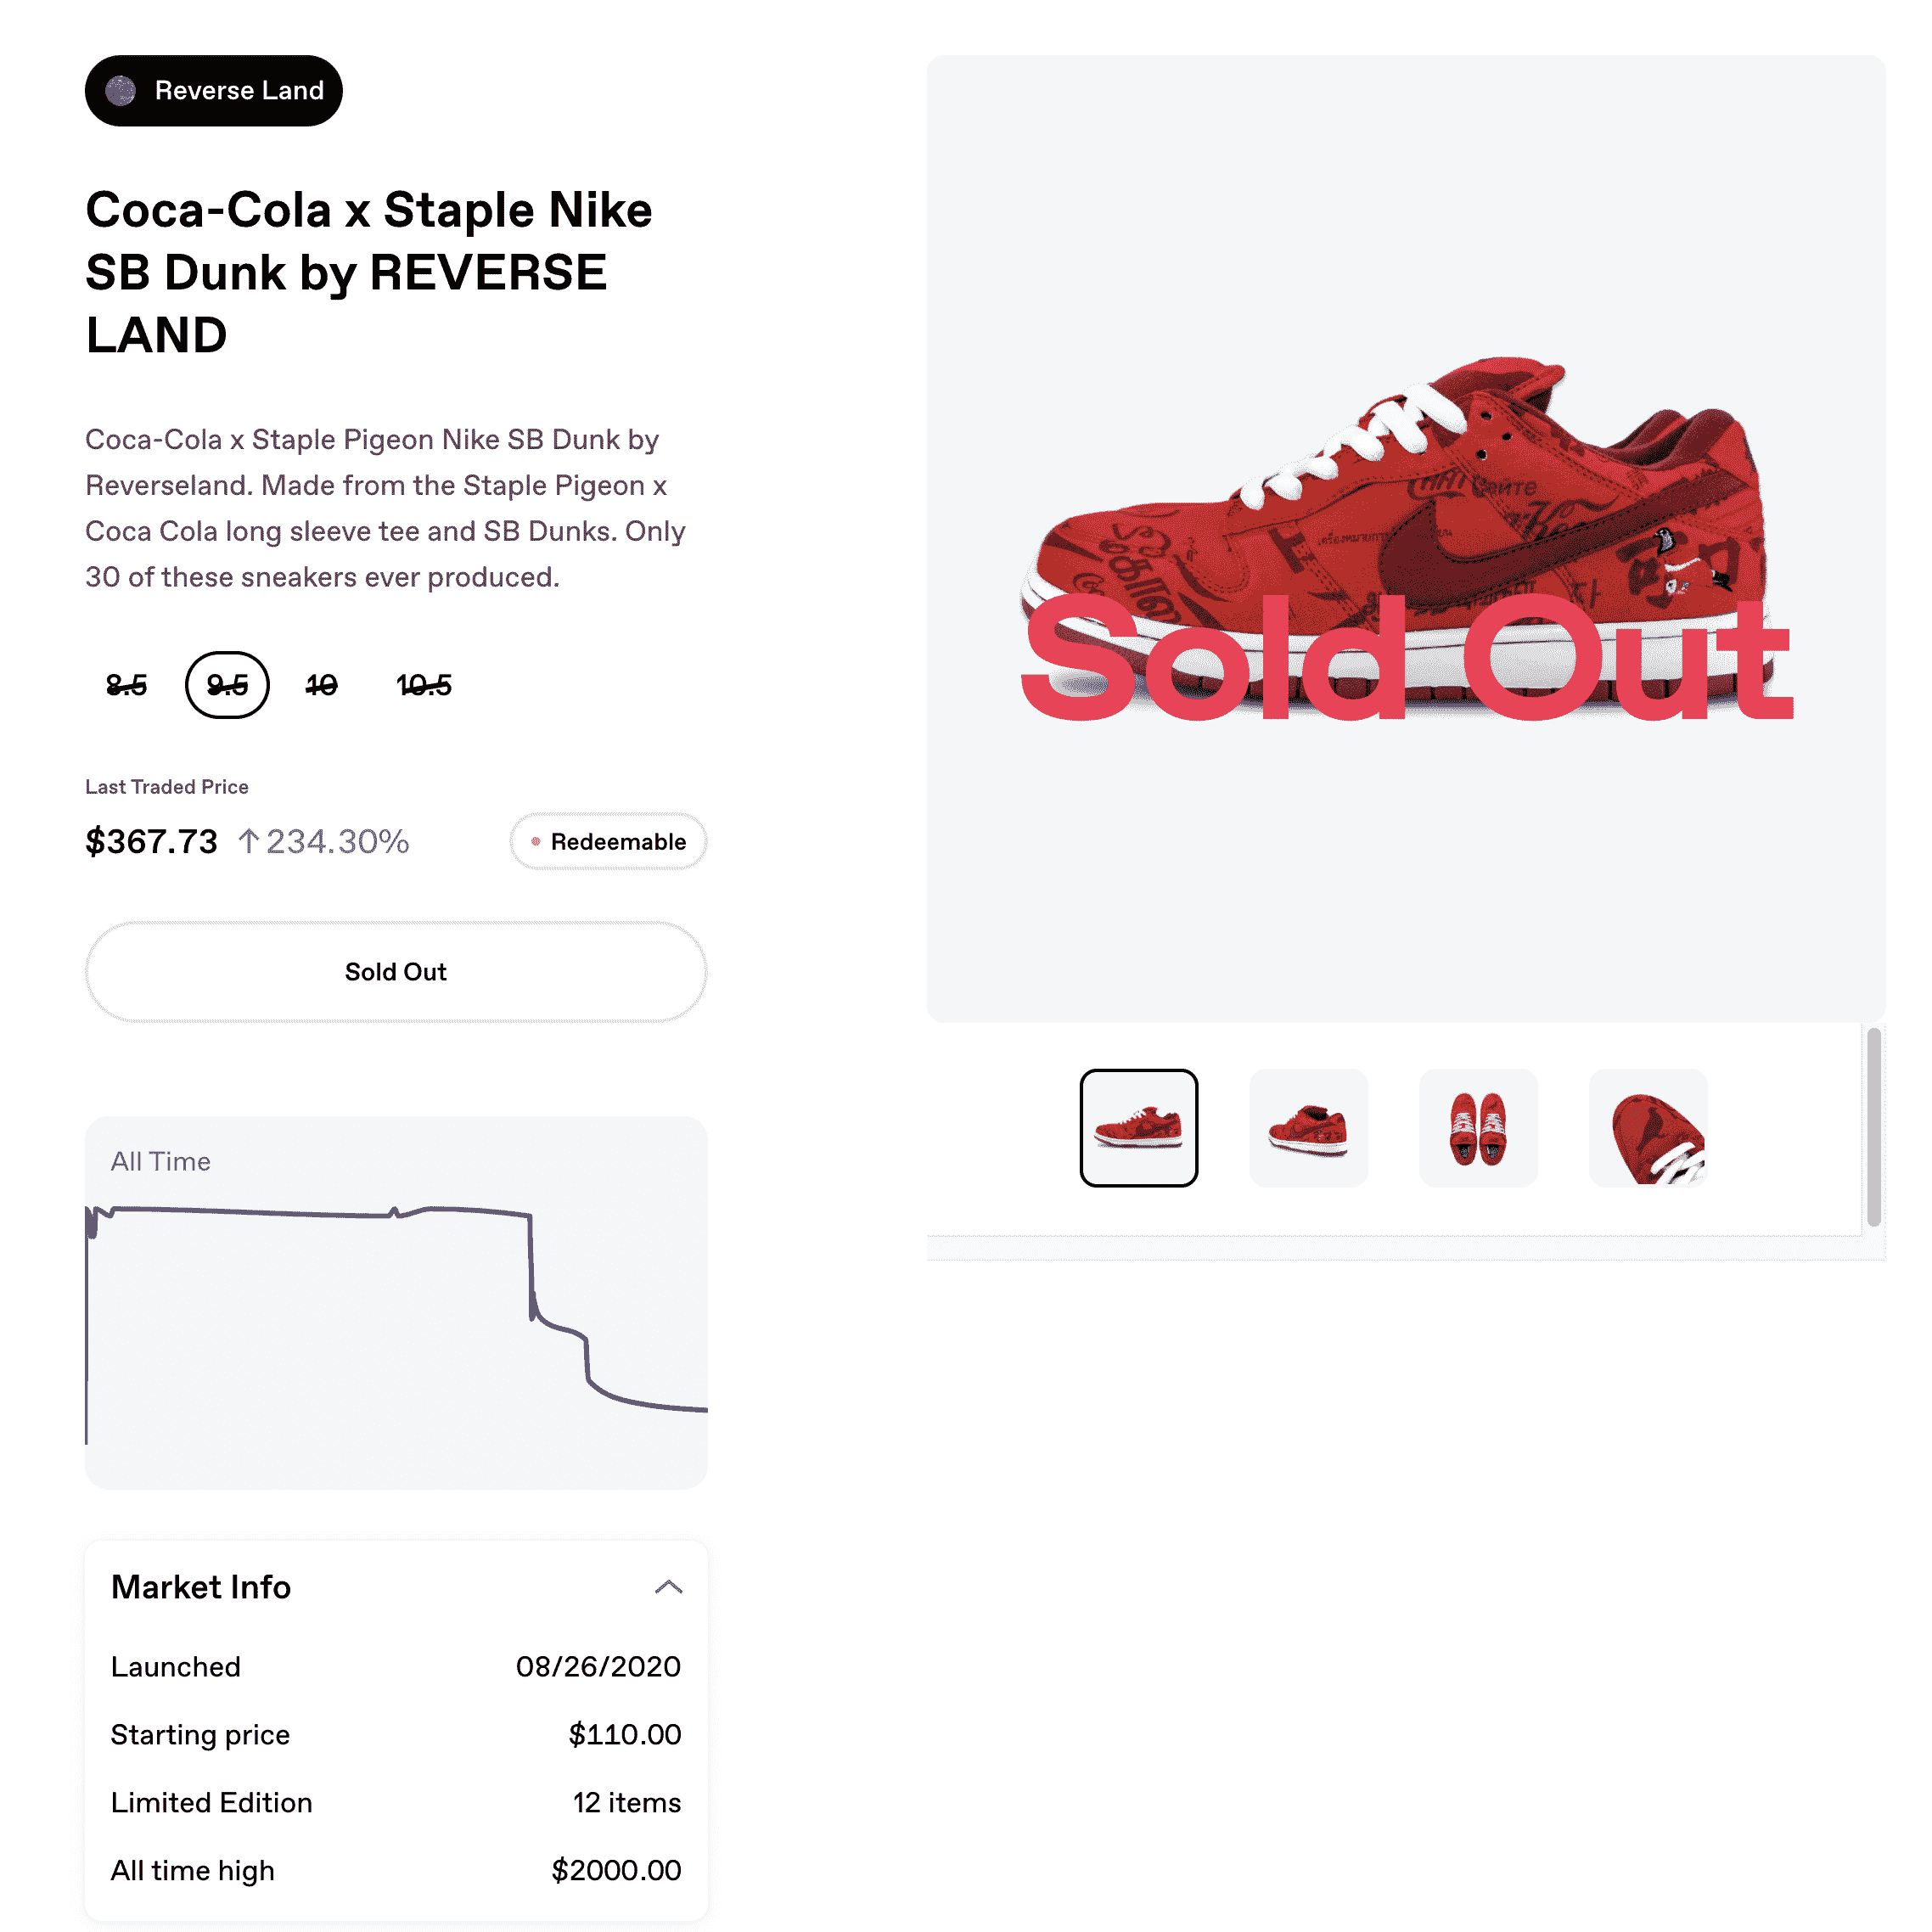 Reverse Land
Coca-Cola x Staple Nike
SB Dunk by REVERSE
LAND
Coca-Cola x Staple Pigeon Nike SB Dunk by
Reverseland. Made from the Staple Pigeon x
Coca Cola long sleeve tee and SB Dunks. Only
30 of these sneakers ever produced.
8.5 9.5 10 10.5
Last Traded Price
$367.73 ↑234.30% Redeemable
Sold Out
All Time
Market Info
Launched 08/26/2020
Starting price $110.00
Limited Edition 12 items
All time high $2000.00
Sold Out